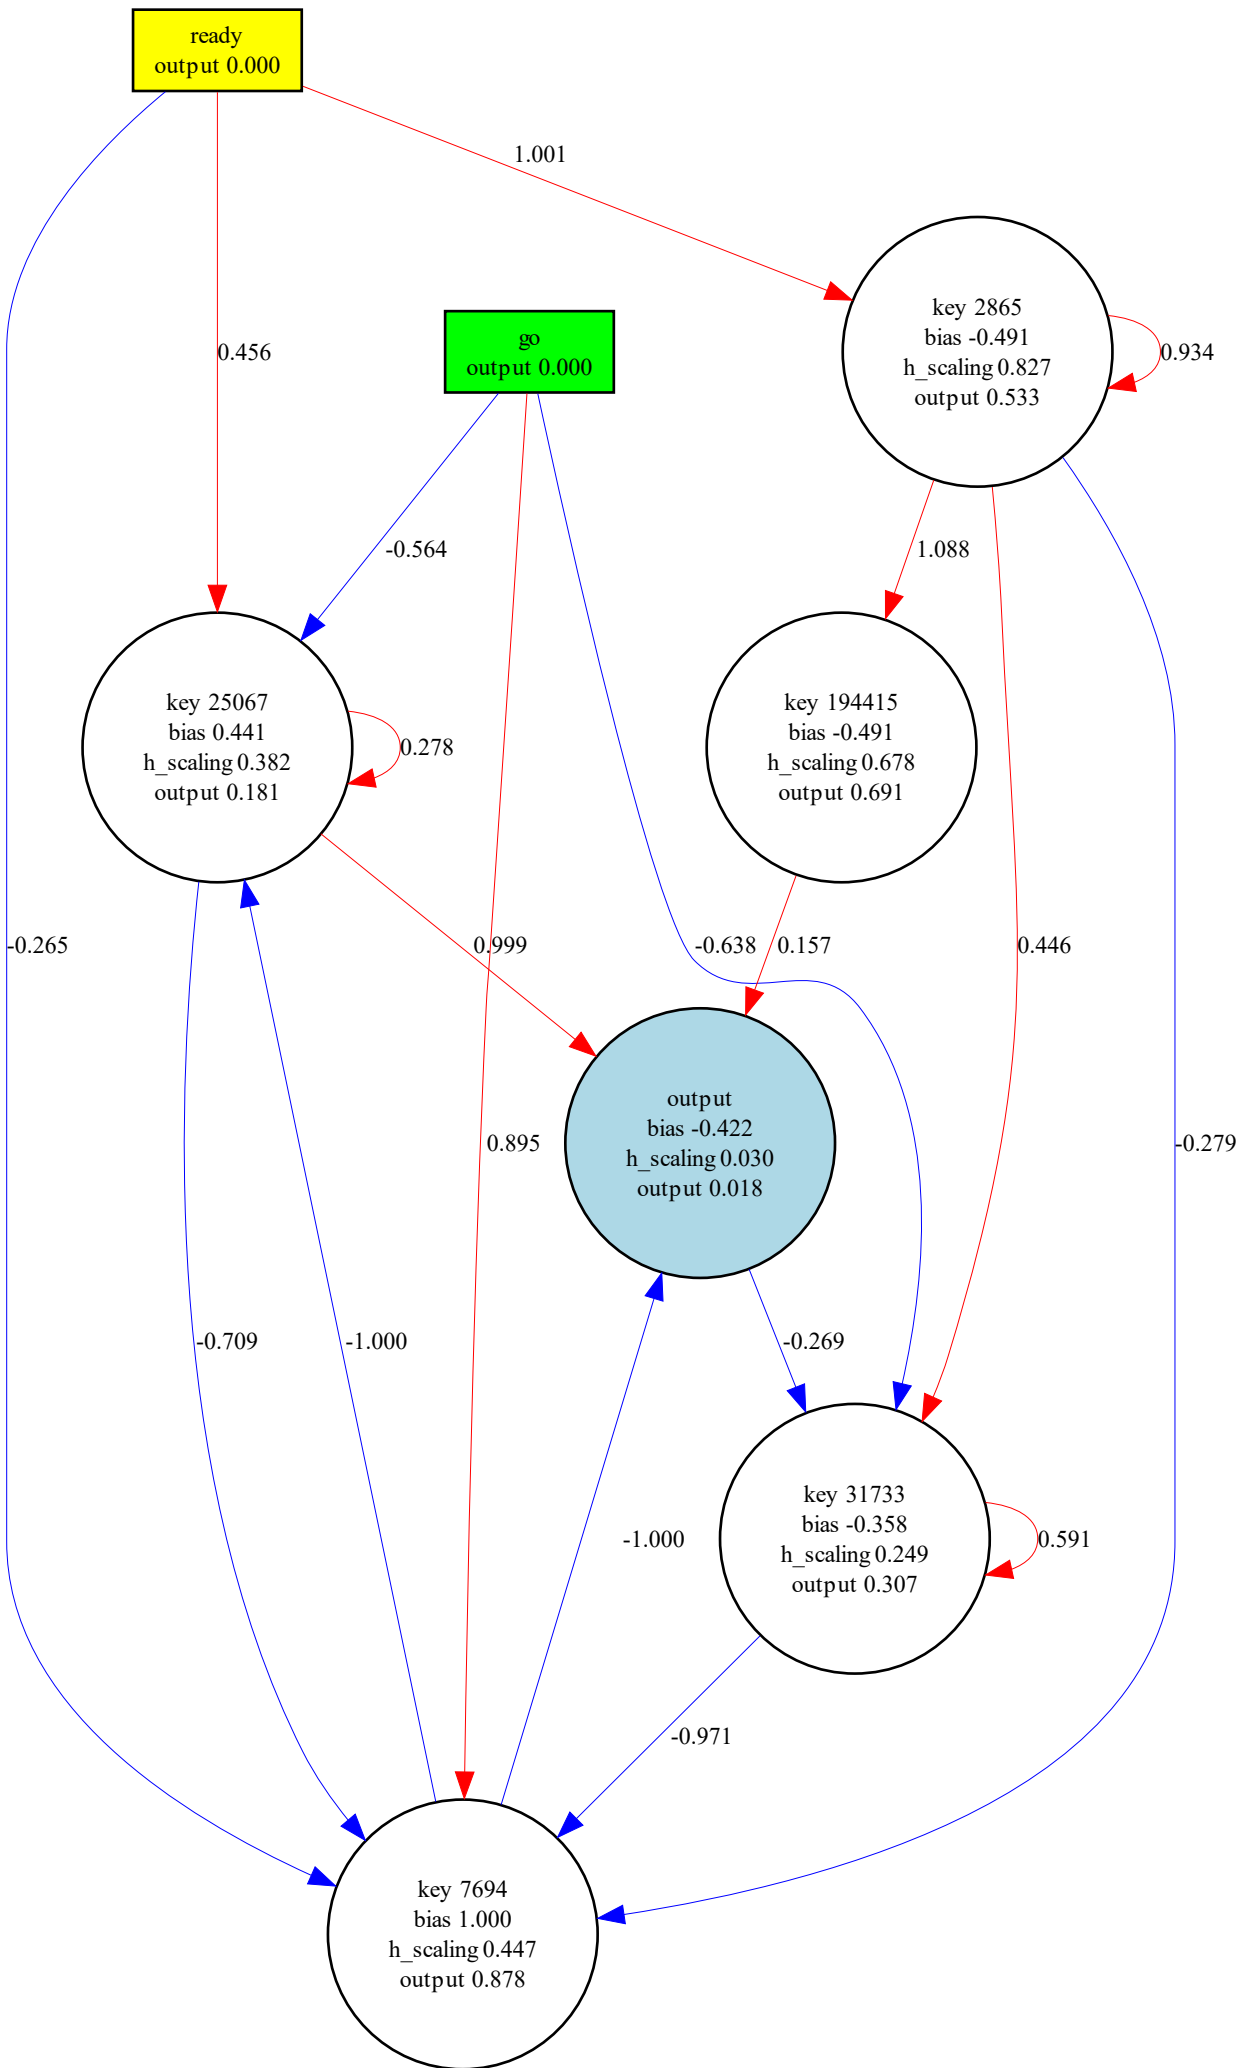 ready
output 0.000
1.001
go
output 0.000
0.456
key 2865
bias -0.491
h_scaling 0.827
output 0.533
0.934
-0.564
1.088
key 25067
bias 0.441
h_scaling 0.382
output 0.181
0.278
key 194415
bias -0.491
h_scaling 0.678
output 0.691
-0.265
0.999
-0.638
0.157
0.446
output
bias -0.422
h_scaling 0.030
output 0.018
0.895
-0.279
-0.709
-1.000
-0.269
key 31733
bias -0.358
h_scaling 0.249
output 0.307
-1.000
0.591
-0.971
key 7694
bias 1.000
h_scaling 0.447
output 0.878